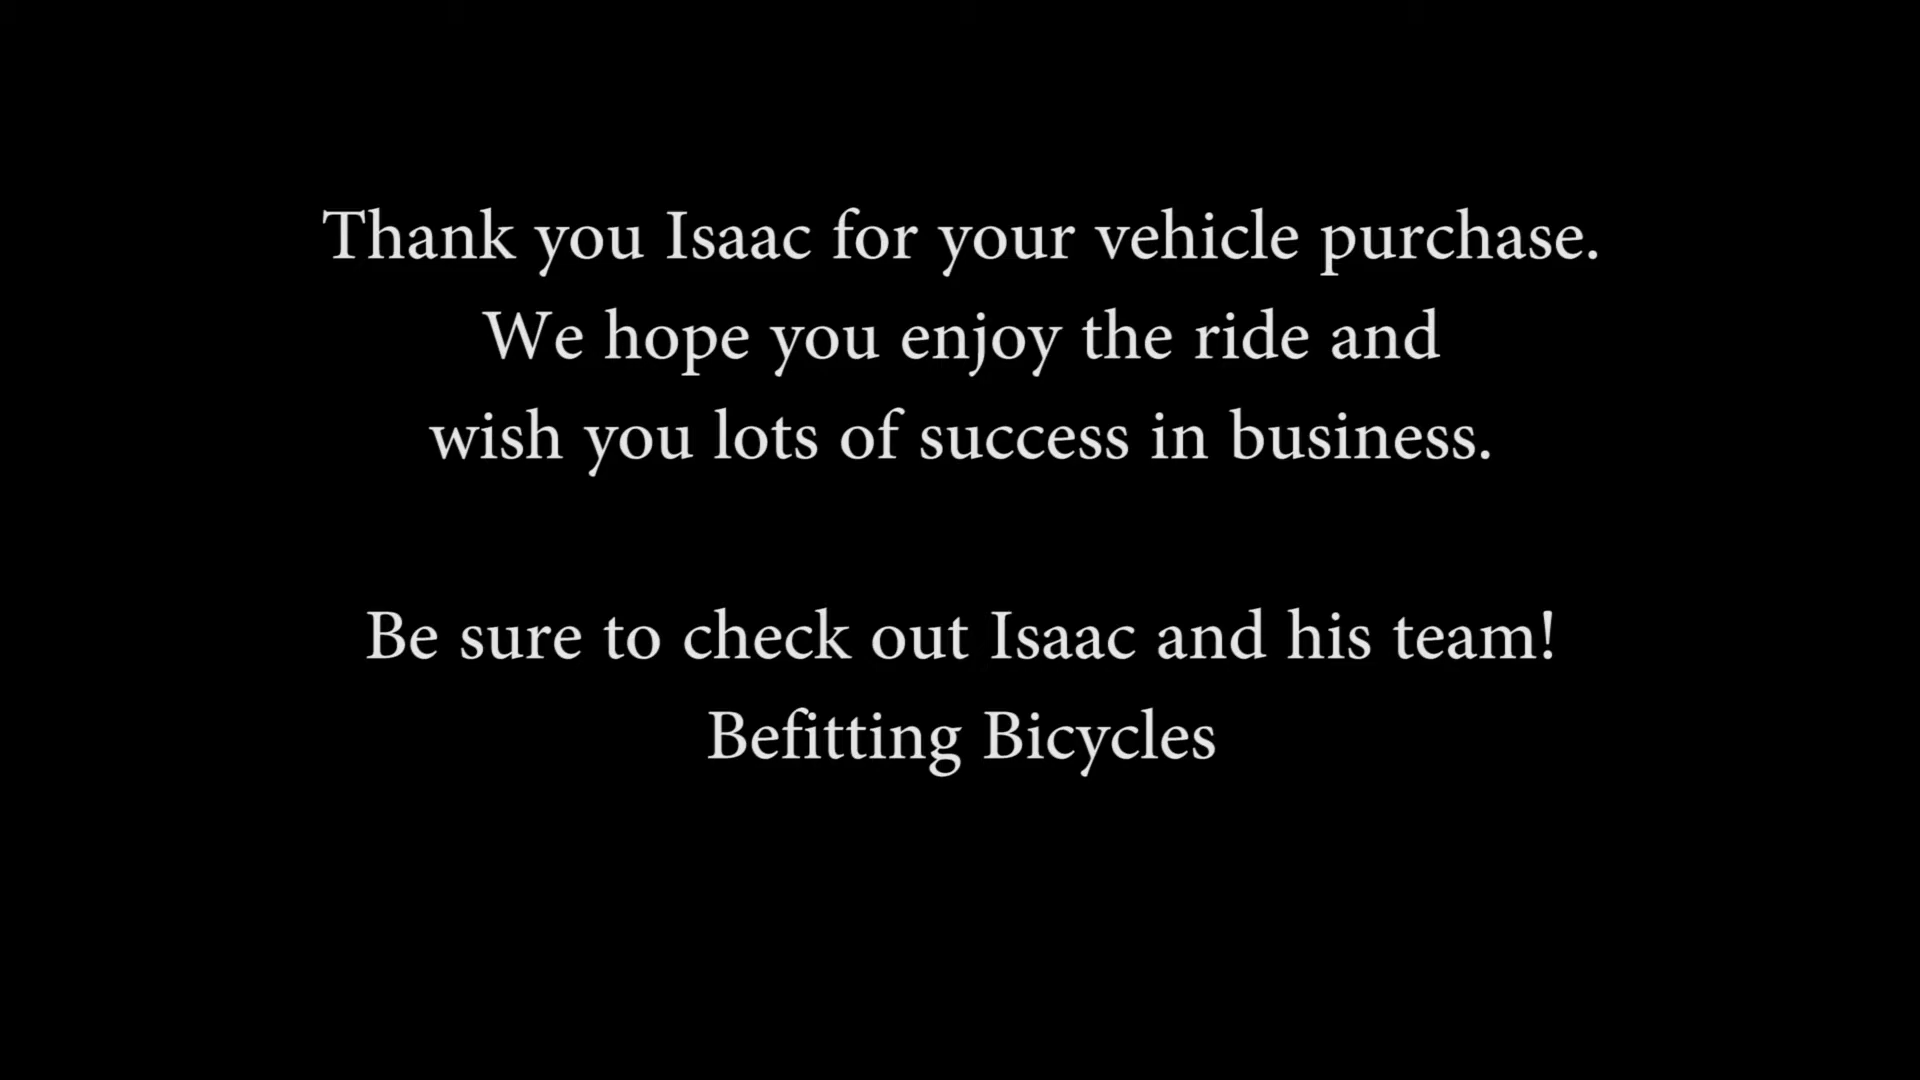 Thank you Isaac for your vehicle purchase.
We hope you enjoy the ride and
wish you lots of success in business.
Be sure to check out Isaac and his team!
Befitting Bicycles